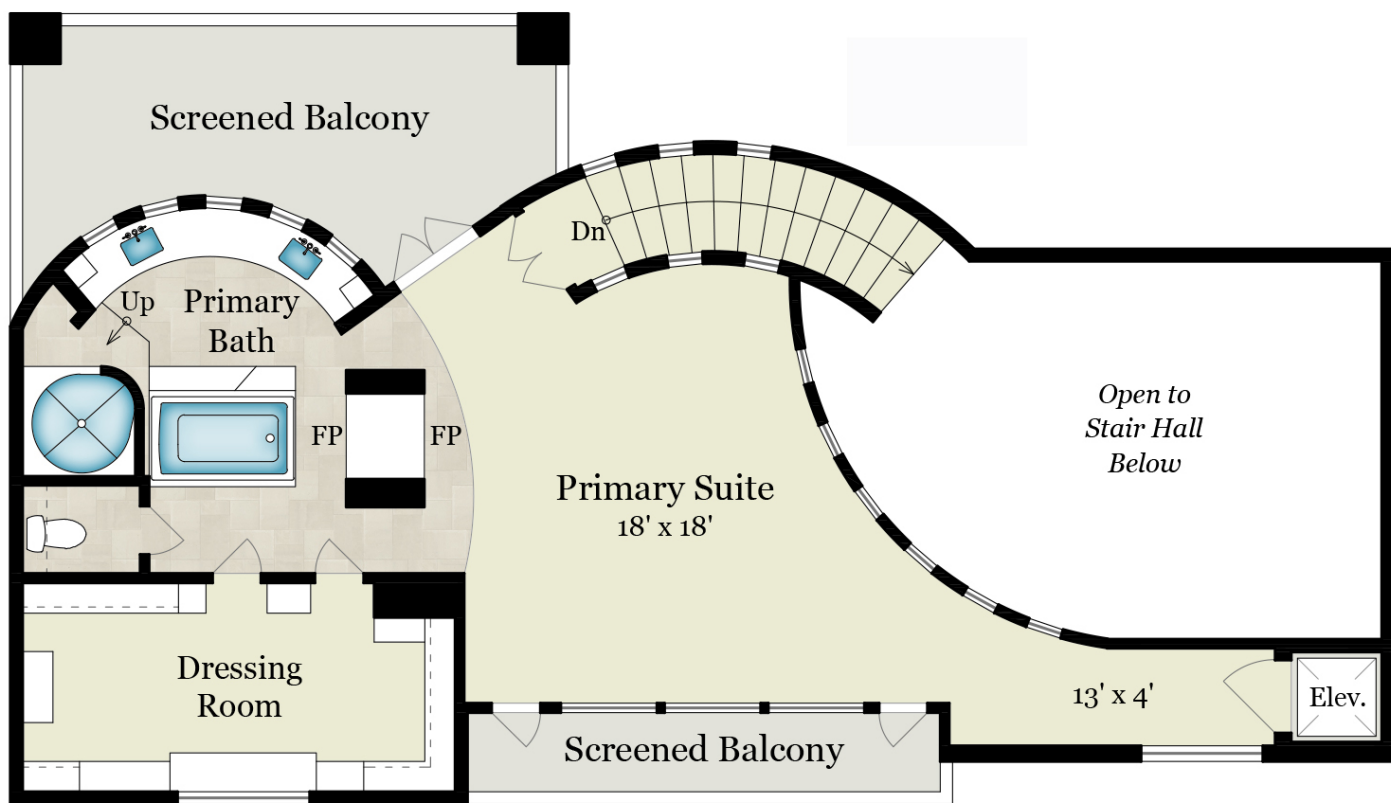 Screened Balcony
Dn
Up
Primary
Bath
FP
FP
Open to
Stair Hall
Below
Primary Suite
18' x 18'
Dressing
Room
13' x 4'
Elev.
Screened Balcony